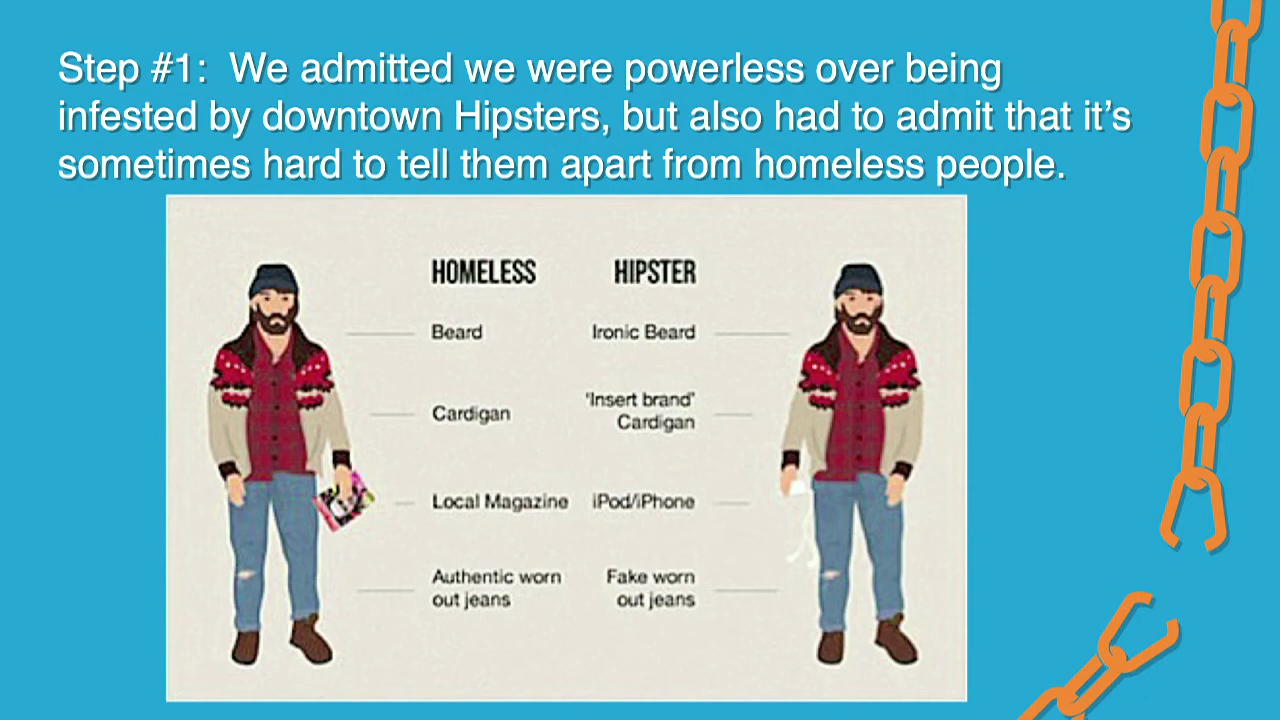 Step #1:  We admitted we were powerless over being
infested by downtown Hipsters, but also had to admit that it’s
sometimes hard to tell them apart from homeless people.
HOMELESS HIPSTER
Beard Ironic Beard
Cardigan 'Insert brand' Cardigan
Local Magazine iPod/iPhone
Authentic worn out jeans Fake worn out jeans